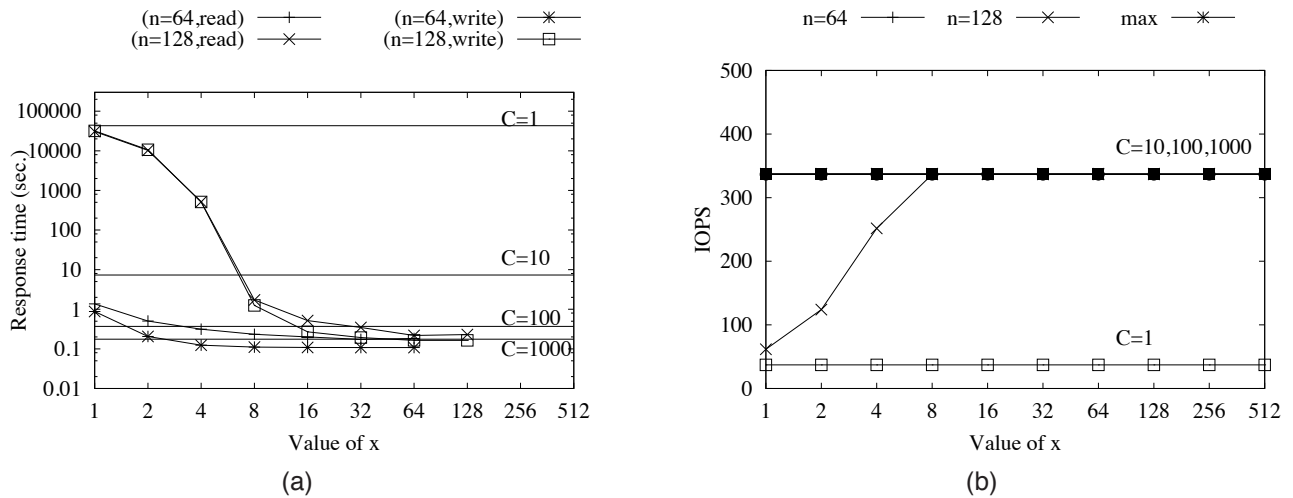 (n=64,read)
(n=128,read)
(n=64,write)
(n=128,write)
Response time (sec.)
100000
10000
1000
100
10
1
0.1
0.01
C=1
C=10
C=100
C=1000
1 2 4 8 16 32 64 128 256 512
Value of x
(a)
n=64 n=128 max
IOPS
500
400
300
200
100
0
C=10,100,1000
C=1
1 2 4 8 16 32 64 128 256 512
Value of x
(b)